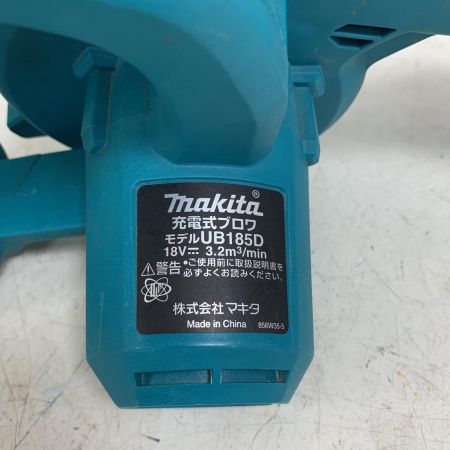 makita®
充電式ブロワ
モデルUB185D
18V⎓ 3.2m³/min
⚠警告 •ご使用前に取扱説明書を
必ずよくお読みください。
株式会社 マキタ
Made in China 856W35-5